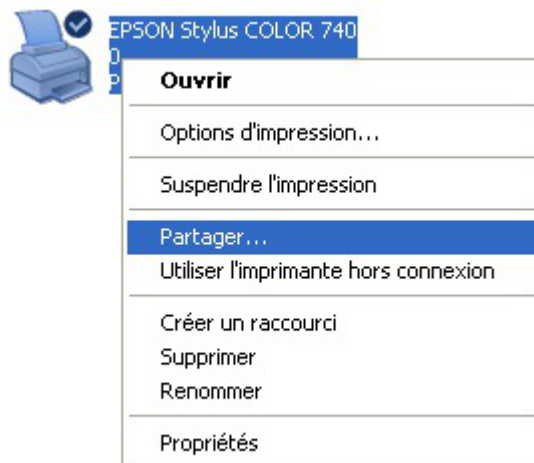 EPSON Stylus COLOR 740
0
P
Ouvrir
Options d'impression...
Suspendre l'impression
Partager...
Utiliser l'imprimante hors connexion
Créer un raccourci
Supprimer
Renommer
Propriétés